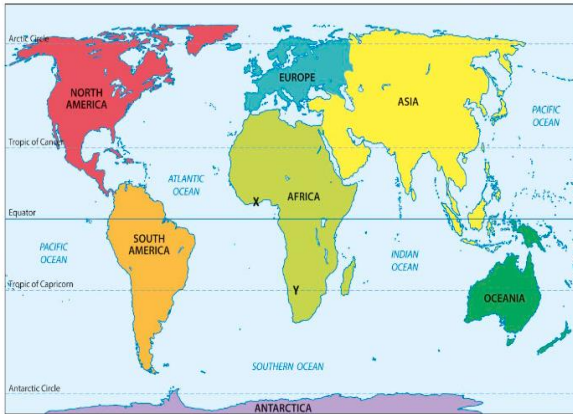 Arctic Circle
EUROPE
NORTH
AMERICA
ASIA
PACIFIC
OCEAN
Tropic of Cancer
ATLANTIC
OCEAN
X
AFRICA
Equator
SOUTH
AMERICA
PACIFIC
OCEAN
INDIAN
OCEAN
Tropic of Capricorn
Y
OCEANIA
SOUTHERN OCEAN
Antarctic Circle
ANTARCTICA